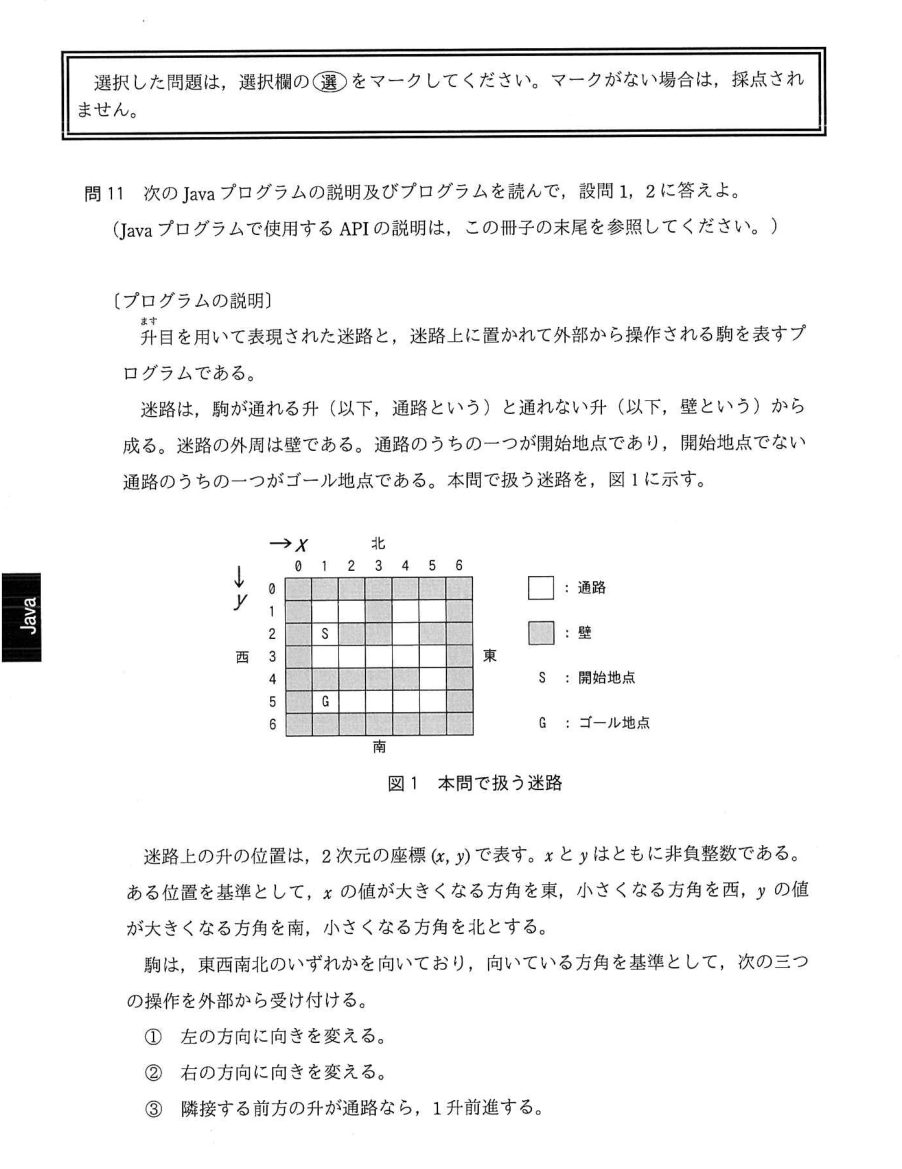 選択した問題は，選択欄の選をマークしてください。マークがない場合は，採点され
ません。
問 11　次の Java プログラムの説明及びプログラムを読んで，設問 1，2 に答えよ。
（Java プログラムで使用する API の説明は，この冊子の末尾を参照してください。）
〔プログラムの説明〕
ます
升目を用いて表現された迷路と，迷路上に置かれて外部から操作される駒を表すプ
ログラムである。
迷路は，駒が通れる升（以下，通路という）と通れない升（以下，壁という）から
成る。迷路の外周は壁である。通路のうちの一つが開始地点であり，開始地点でない
通路のうちの一つがゴール地点である。本問で扱う迷路を，図 1 に示す。
→x 北
0 1 2 3 4 5 6
↓
y
0
1
2 S
西 3 東
4
5 G
6
南
：通路
：壁
S ：開始地点
G ：ゴール地点
図 1　本問で扱う迷路
Java
迷路上の升の位置は，2 次元の座標 (x, y) で表す。x と y はともに非負整数である。
ある位置を基準として，x の値が大きくなる方角を東，小さくなる方角を西，y の値
が大きくなる方角を南，小さくなる方角を北とする。
駒は，東西南北のいずれかを向いており，向いている方角を基準として，次の三つ
の操作を外部から受け付ける。
①　左の方向に向きを変える。
②　右の方向に向きを変える。
③　隣接する前方の升が通路なら，1 升前進する。